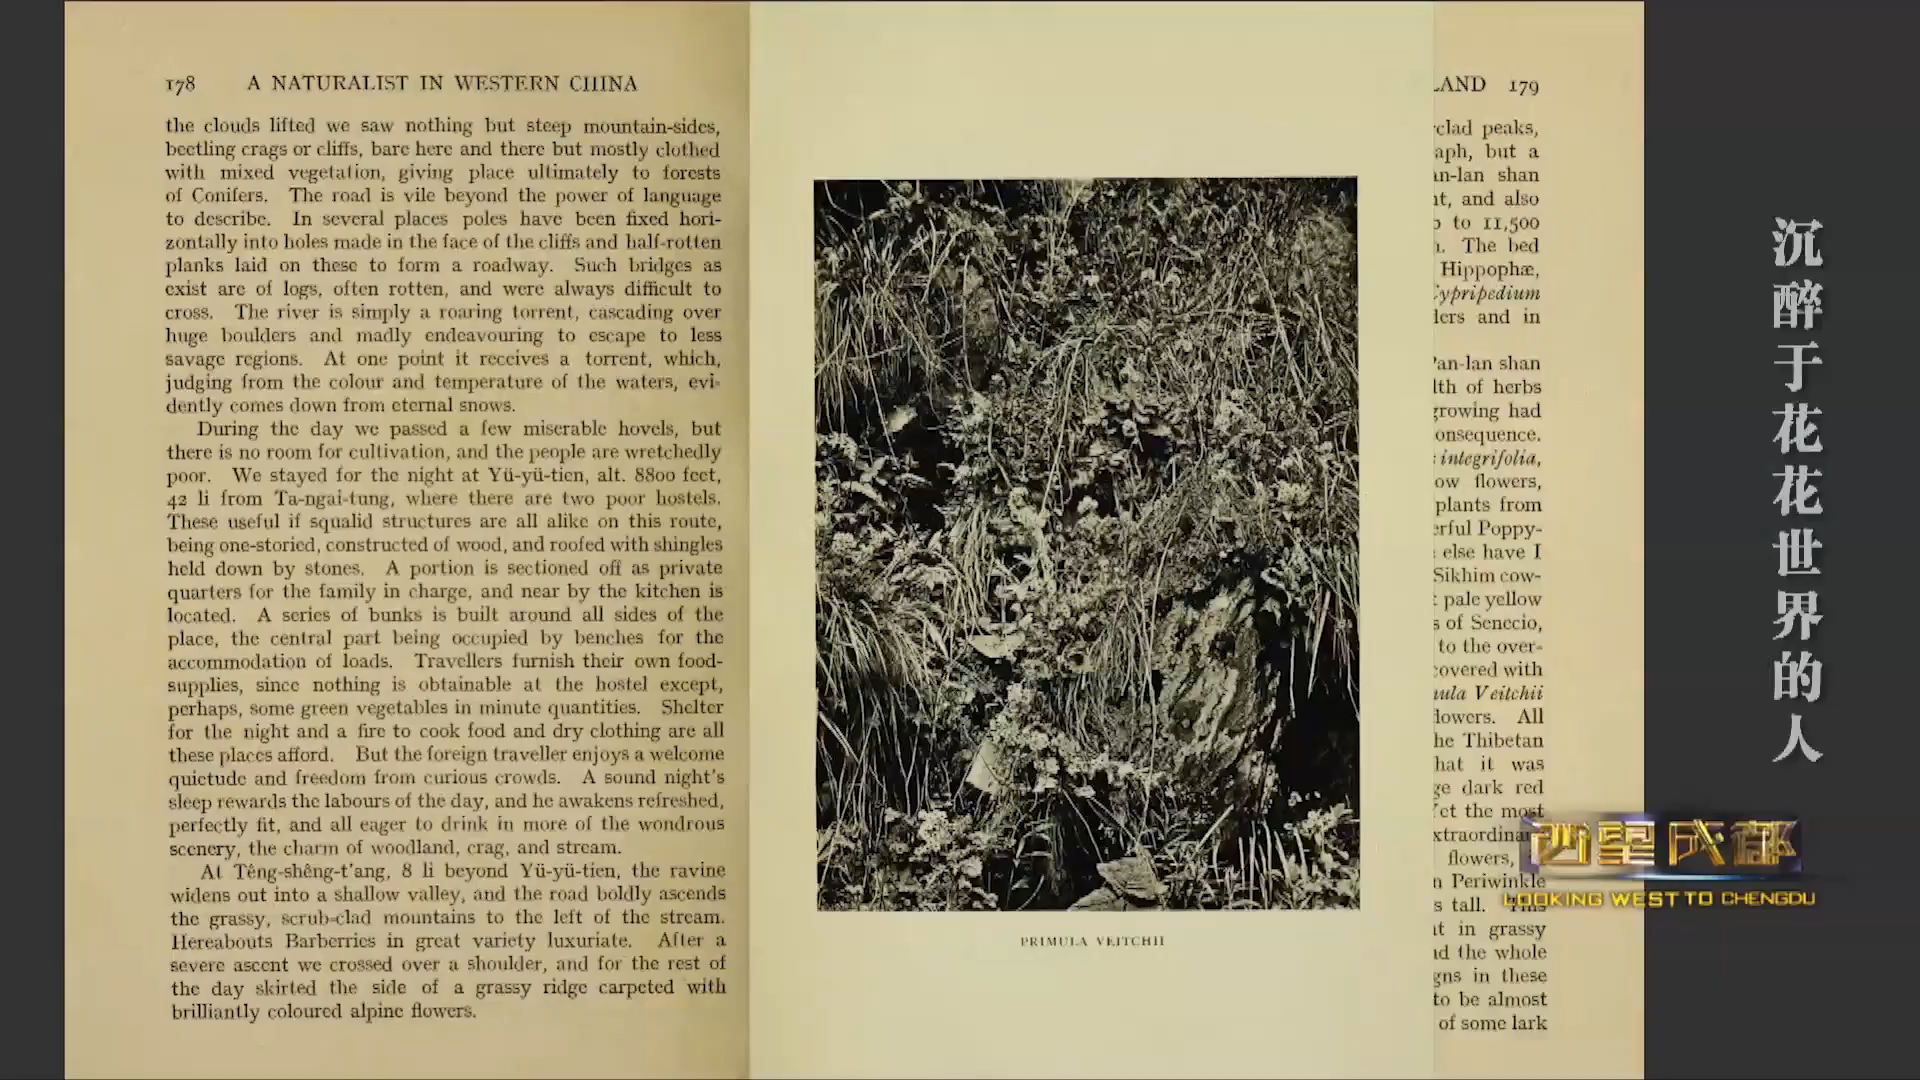 178 A NATURALIST IN WESTERN CHINA
the clouds lifted we saw nothing but steep mountain-sides,
beetling crags or cliffs, bare here and there but mostly clothed
with mixed vegetation, giving place ultimately to forests
of Conifers. The road is vile beyond the power of language
to describe. In several places poles have been fixed hori-
zontally into holes made in the face of the cliffs and half-rotten
planks laid on these to form a roadway. Such bridges as
exist are of logs, often rotten, and were always difficult to
cross. The river is simply a roaring torrent, cascading over
huge boulders and madly endeavouring to escape to less
savage regions. At one point it receives a torrent, which,
judging from the colour and temperature of the waters, evi-
dently comes down from eternal snows.
During the day we passed a few miserable hovels, but
there is no room for cultivation, and the people are wretchedly
poor. We stayed for the night at Yü-yü-tien, alt. 8800 feet,
42 li from Ta-ngai-tung, where there are two poor hostels.
These useful if squalid structures are all alike on this route,
being one-storied, constructed of wood, and roofed with shingles
held down by stones. A portion is sectioned off as private
quarters for the family in charge, and near by the kitchen is
located. A series of bunks is built around all sides of the
place, the central part being occupied by benches for the
accommodation of loads. Travellers furnish their own food-
supplies, since nothing is obtainable at the hostel except,
perhaps, some green vegetables in minute quantities. Shelter
for the night and a fire to cook food and dry clothing are all
these places afford. But the foreign traveller enjoys a welcome
quietude and freedom from curious crowds. A sound night's
sleep rewards the labours of the day, and he awakens refreshed,
perfectly fit, and all eager to drink in more of the wondrous
scenery, the charm of woodland, crag, and stream.
At Têng-shêng-t'ang, 8 li beyond Yü-yü-tien, the ravine
widens out into a shallow valley, and the road boldly ascends
the grassy, scrub-clad mountains to the left of the stream.
Hereabouts Barberries in great variety luxuriate. After a
severe ascent we crossed over a shoulder, and for the rest of
the day skirted the side of a grassy ridge carpeted with
brilliantly coloured alpine flowers.
PRIMULA VEITCHII
LAND 179
clad peaks,
aph, but a
an-lan shan
nt, and also
o to 11,500
n. The bed
Hippophæ,
Cypripedium
ders and in
Pan-lan shan
lth of herbs
growing had
onsequence.
integrifolia,
ow flowers,
plants from
erful Poppy-
else have I
Sikhim cow-
pale yellow
s of Senecio,
to the over-
covered with
nula Veitchii
lowers. All
he Thibetan
hat it was
ge dark red
Yet the most
xtraordinar
flowers,
n Periwinkle
s tall. This
at in grassy
nd the whole
gns in these
to be almost
of some lark
沉醉于花花世界的人
西望成都
LOOKING WEST TO CHENGDU